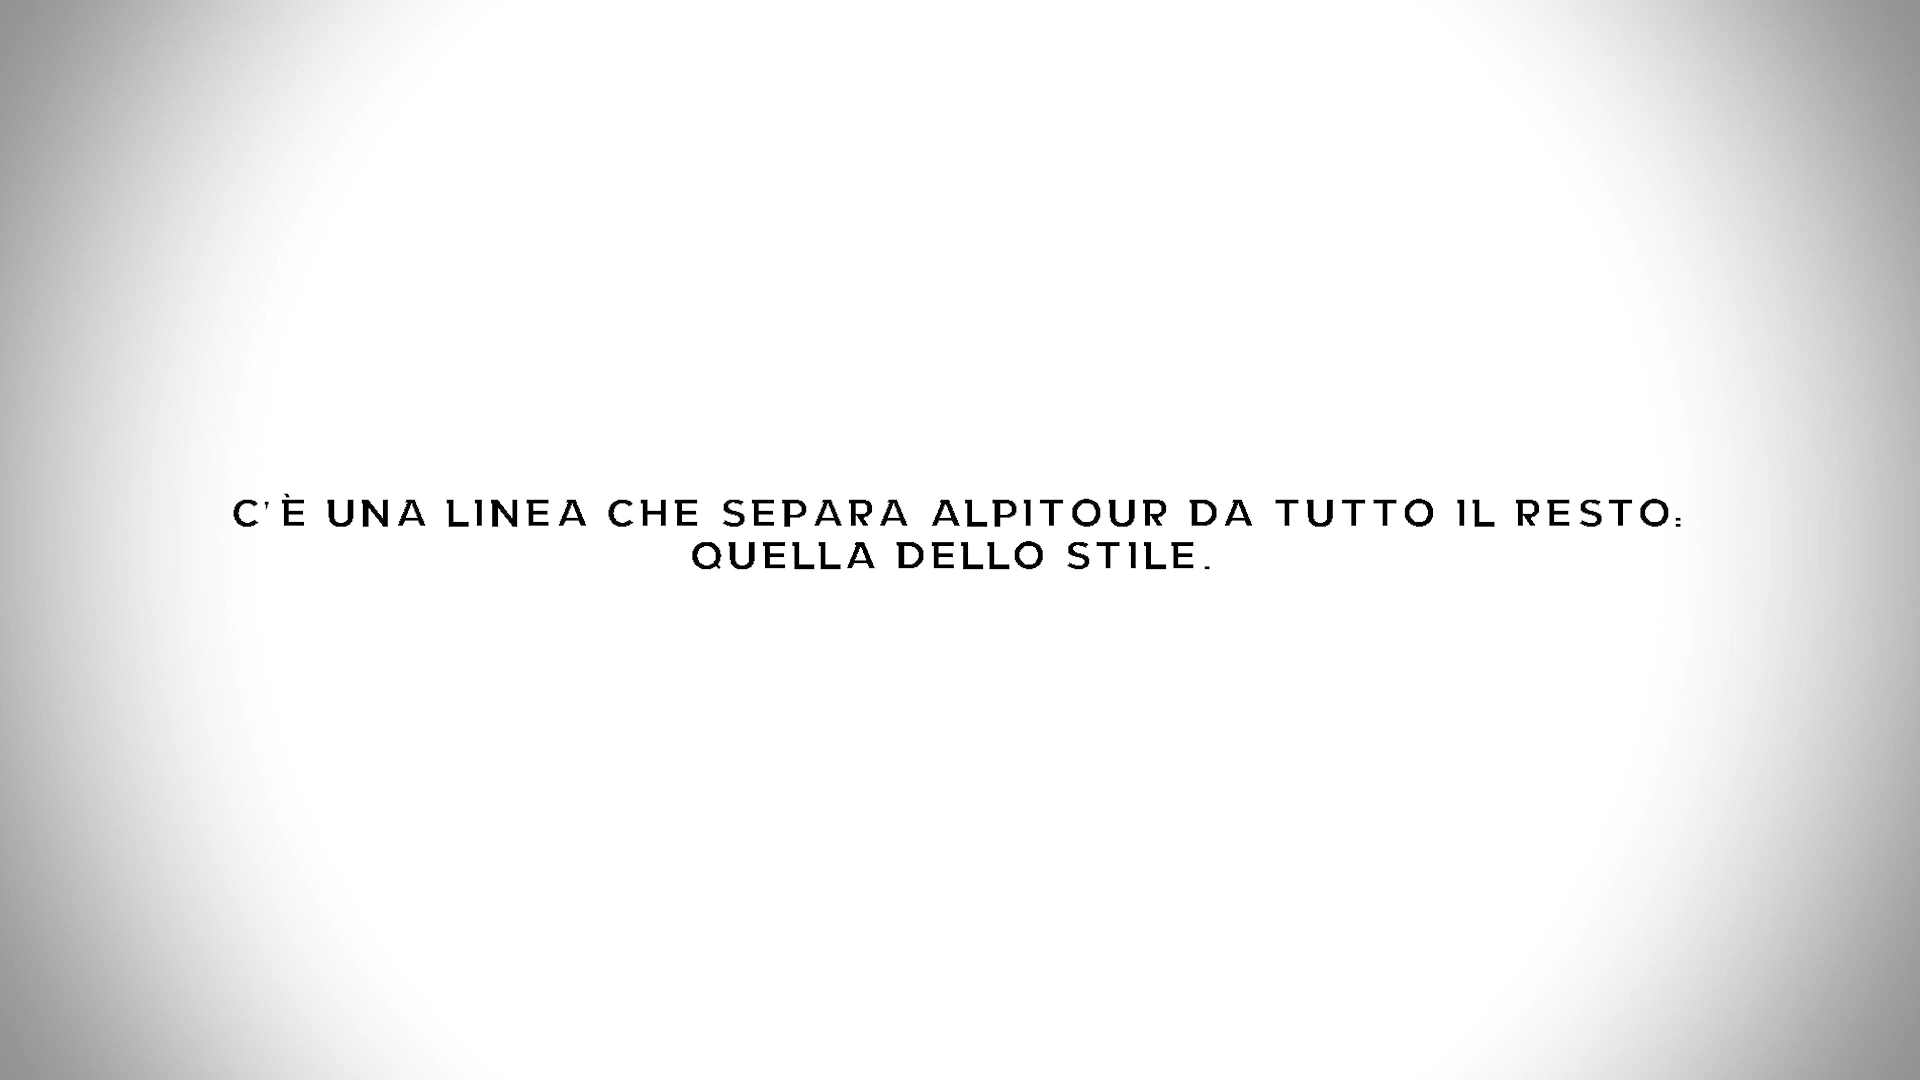 C'È UNA LINEA CHE SEPARA ALPITOUR DA TUTTO IL RESTO:
QUELLA DELLO STILE.